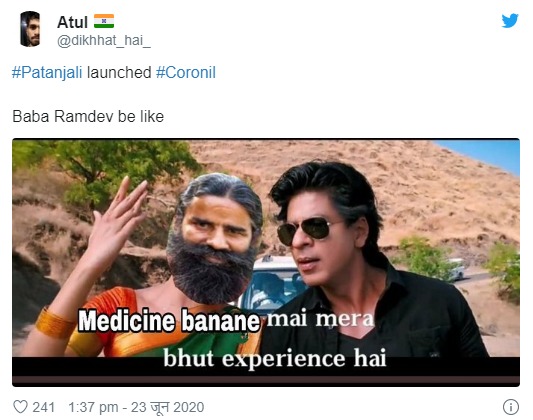 Atul
@dikhhat_hai_
#Patanjali launched #Coronil
Baba Ramdev be like
Medicine banane mai mera
bhut experience hai
241 1:37 pm - 23 जून 2020